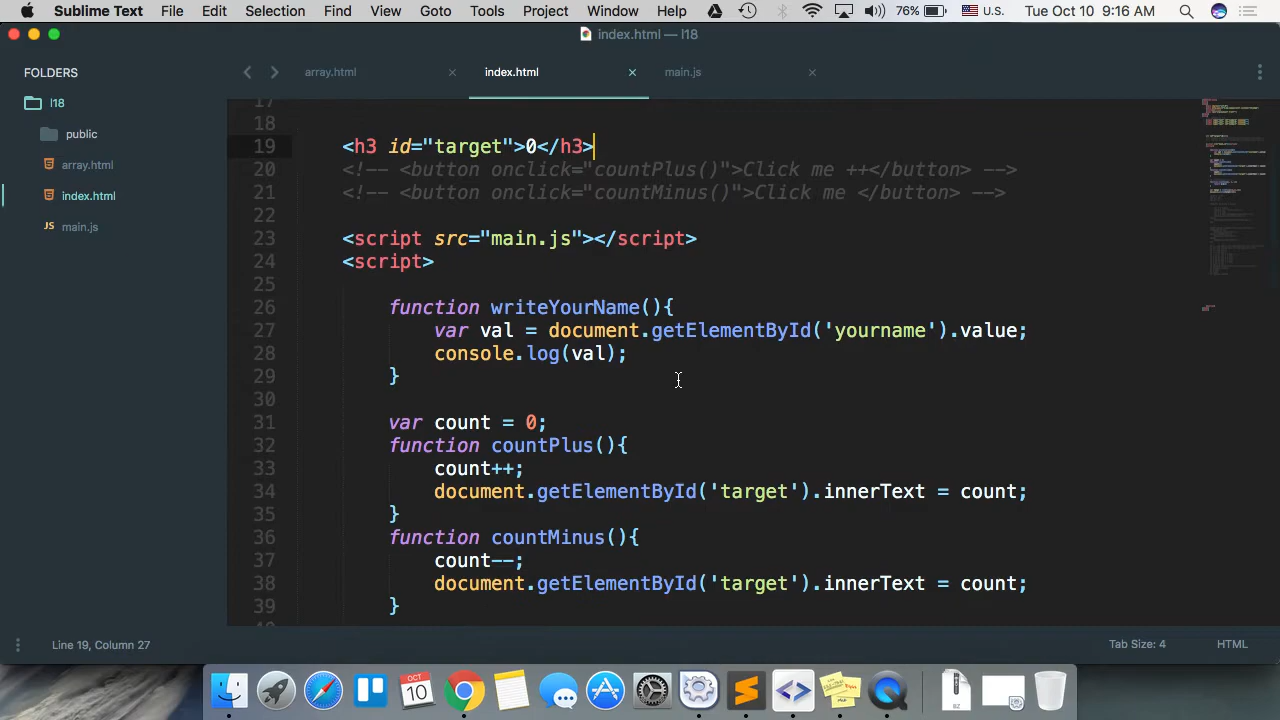 Sublime Text File Edit Selection Find View Goto Tools Project Window Help 76% U.S. Tue Oct 10 9:16 AM
index.html — l18
FOLDERS
l18
public
array.html
index.html
main.js
array.html × index.html × main.js ×
17
18
19 <h3 id="target">0</h3>
20 <!-- <button onclick="countPlus()">Click me ++</button> -->
21 <!-- <button onclick="countMinus()">Click me </button> -->
22
23 <script src="main.js"></script>
24 <script>
25
26 function writeYourName(){
27 var val = document.getElementById('yourname').value;
28 console.log(val);
29 }
30
31 var count = 0;
32 function countPlus(){
33 count++;
34 document.getElementById('target').innerText = count;
35 }
36 function countMinus(){
37 count--;
38 document.getElementById('target').innerText = count;
39 }
Line 19, Column 27 Tab Size: 4 HTML
OCT
10